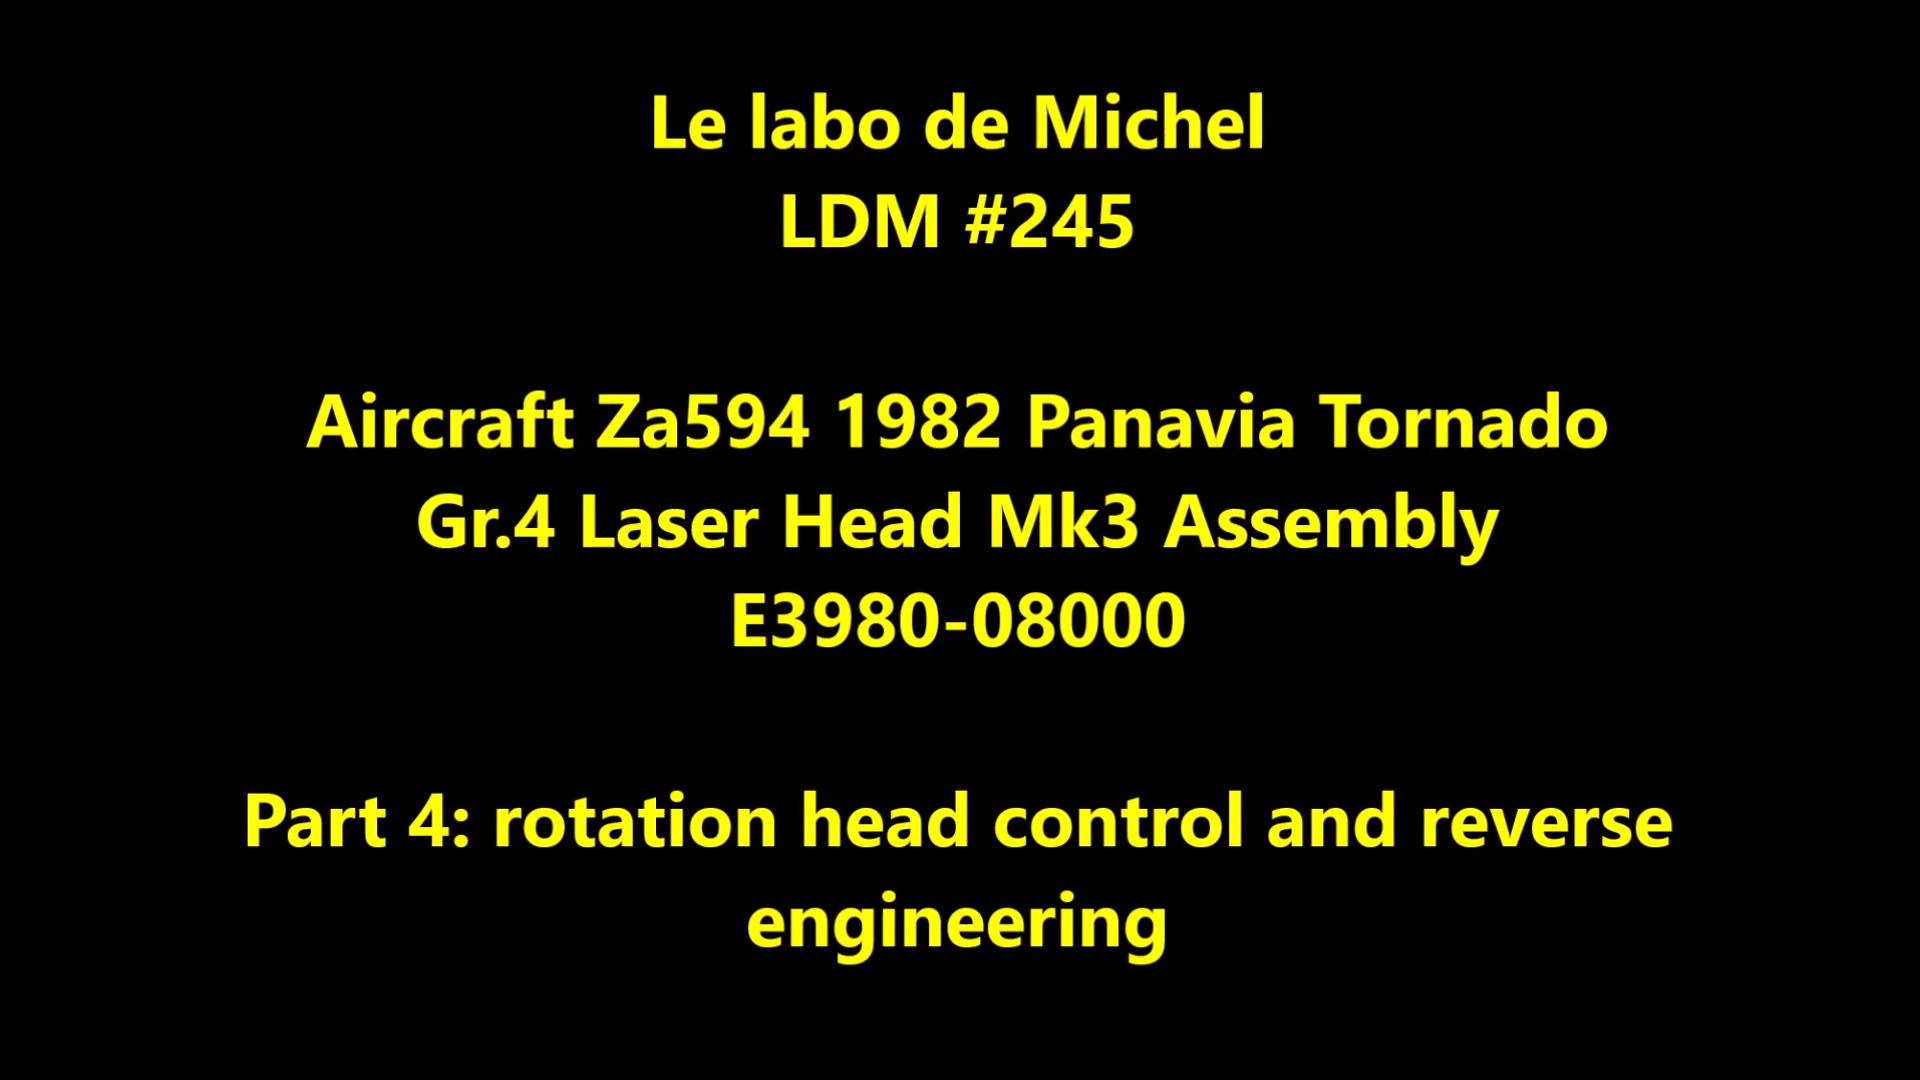 Le labo de Michel
LDM #245
Aircraft Za594 1982 Panavia Tornado
Gr.4 Laser Head Mk3 Assembly
E3980-08000
Part 4: rotation head control and reverse
engineering